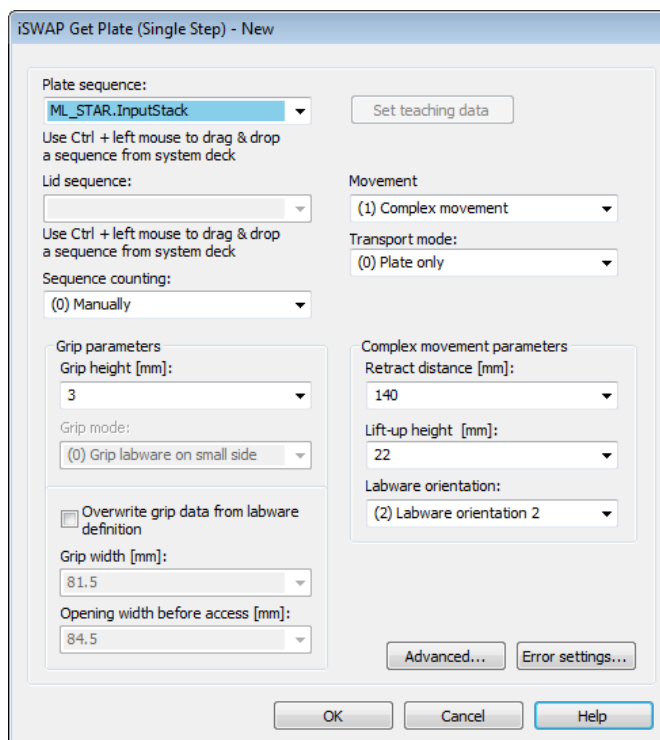 iSWAP Get Plate (Single Step) - New
Plate sequence:
ML_STAR.InputStack
Set teaching data
Use Ctrl + left mouse to drag & drop
a sequence from system deck
Lid sequence:
Movement
(1) Complex movement
Use Ctrl + left mouse to drag & drop
a sequence from system deck
Transport mode:
(0) Plate only
Sequence counting:
(0) Manually
Grip parameters
Grip height [mm]:
3
Grip mode:
(0) Grip labware on small side
Complex movement parameters
Retract distance [mm]:
140
Lift-up height [mm]:
22
Labware orientation:
(2) Labware orientation 2
Overwrite grip data from labware
definition
Grip width [mm]:
81.5
Opening width before access [mm]:
84.5
Advanced...
Error settings...
OK
Cancel
Help